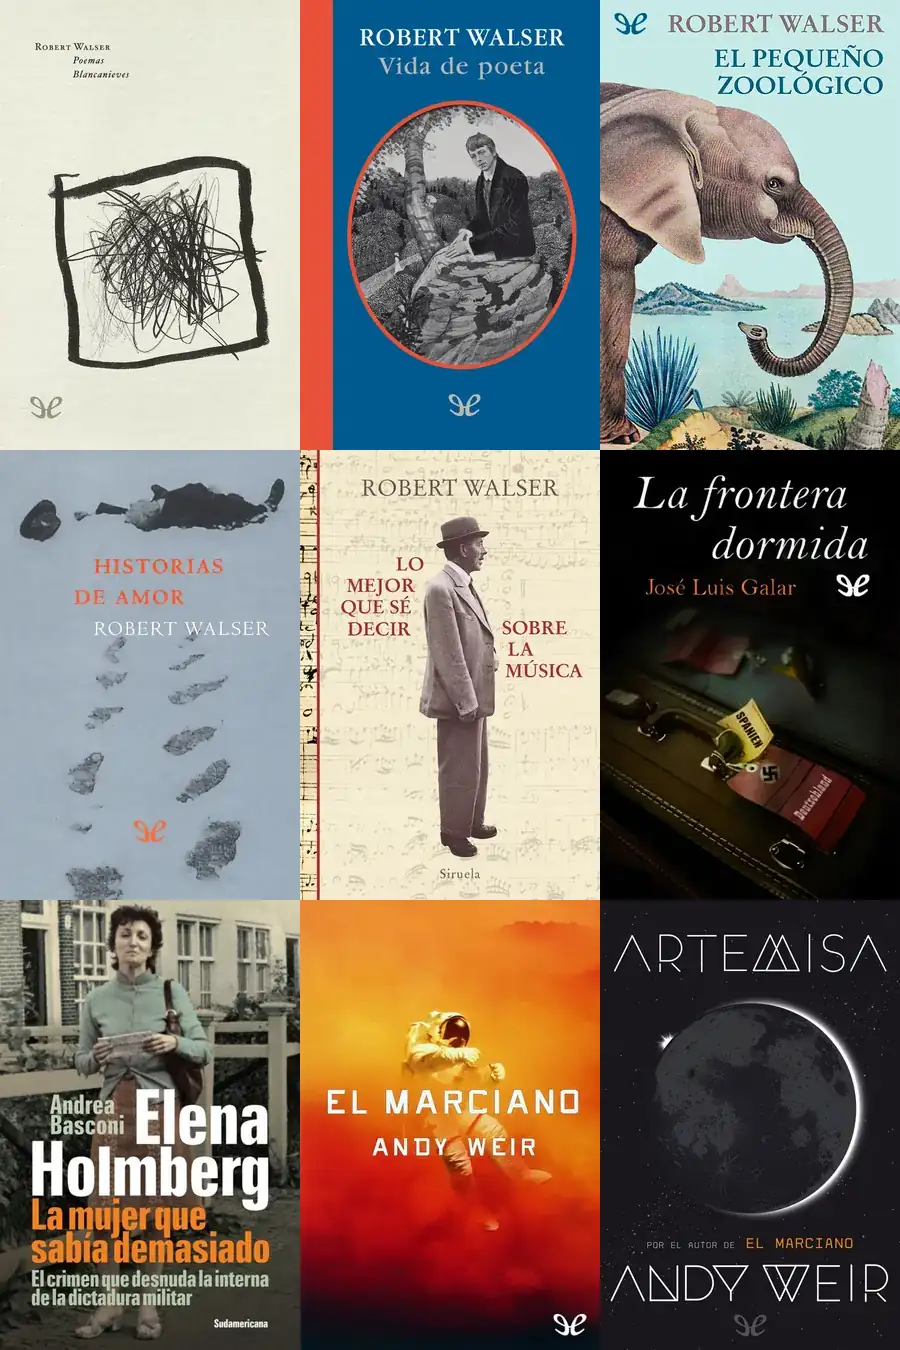 ROBERT WALSER
Poemas
Blancanieves
ROBERT WALSER
Vida de poeta
ROBERT WALSER
EL PEQUEÑO
ZOOLÓGICO
HISTORIAS
DE AMOR
ROBERT WALSER
ROBERT WALSER
LO
MEJOR
QUE SÉ
DECIR
SOBRE
LA
MÚSICA
Siruela
La frontera
dormida
José Luis Galar
SPANIEN
Deutschland
Andrea
Basconi
Elena
Holmberg
La mujer que
sabía demasiado
El crimen que desnuda la interna
de la dictadura militar
Sudamericana
EL MARCIANO
ANDY WEIR
ARTEMISA
POR EL AUTOR DE EL MARCIANO
ANDY WEIR